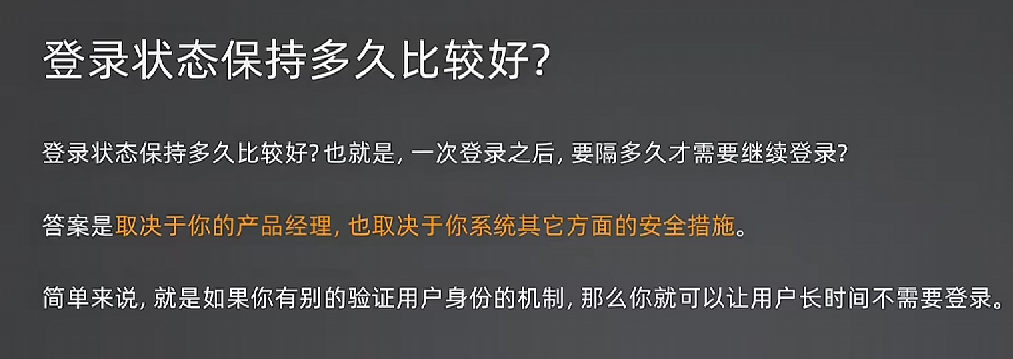 登录状态保持多久比较好?
登录状态保持多久比较好?也就是, 一次登录之后, 要隔多久才需要继续登录?
答案是取决于你的产品经理, 也取决于你系统其它方面的安全措施。
简单来说, 就是如果你有别的验证用户身份的机制, 那么你就可以让用户长时间不需要登录。